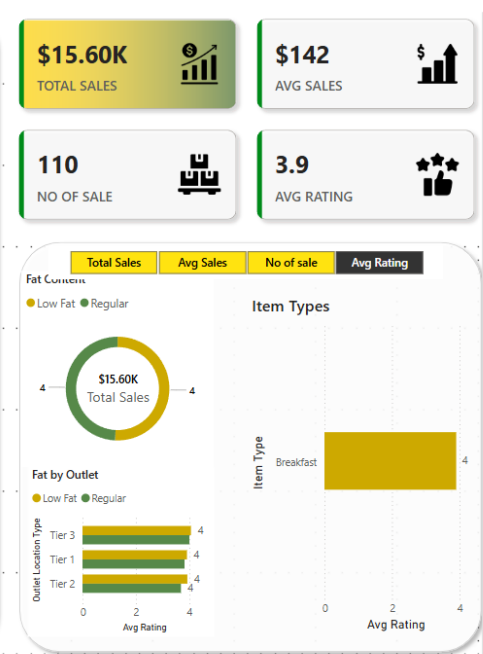 $15.60K
TOTAL SALES
$
$142
AVG SALES
$
110
NO OF SALE
3.9
AVG RATING
Total Sales
Avg Sales
No of sale
Avg Rating
Fat Content
Low Fat
Regular
4
$15.60K
Total Sales
4
Item Types
Item Type
Breakfast
4
0
2
4
Avg Rating
Fat by Outlet
Low Fat
Regular
Outlet Location Type
Tier 3
4
Tier 1
4
Tier 2
4
4
0
2
4
Avg Rating